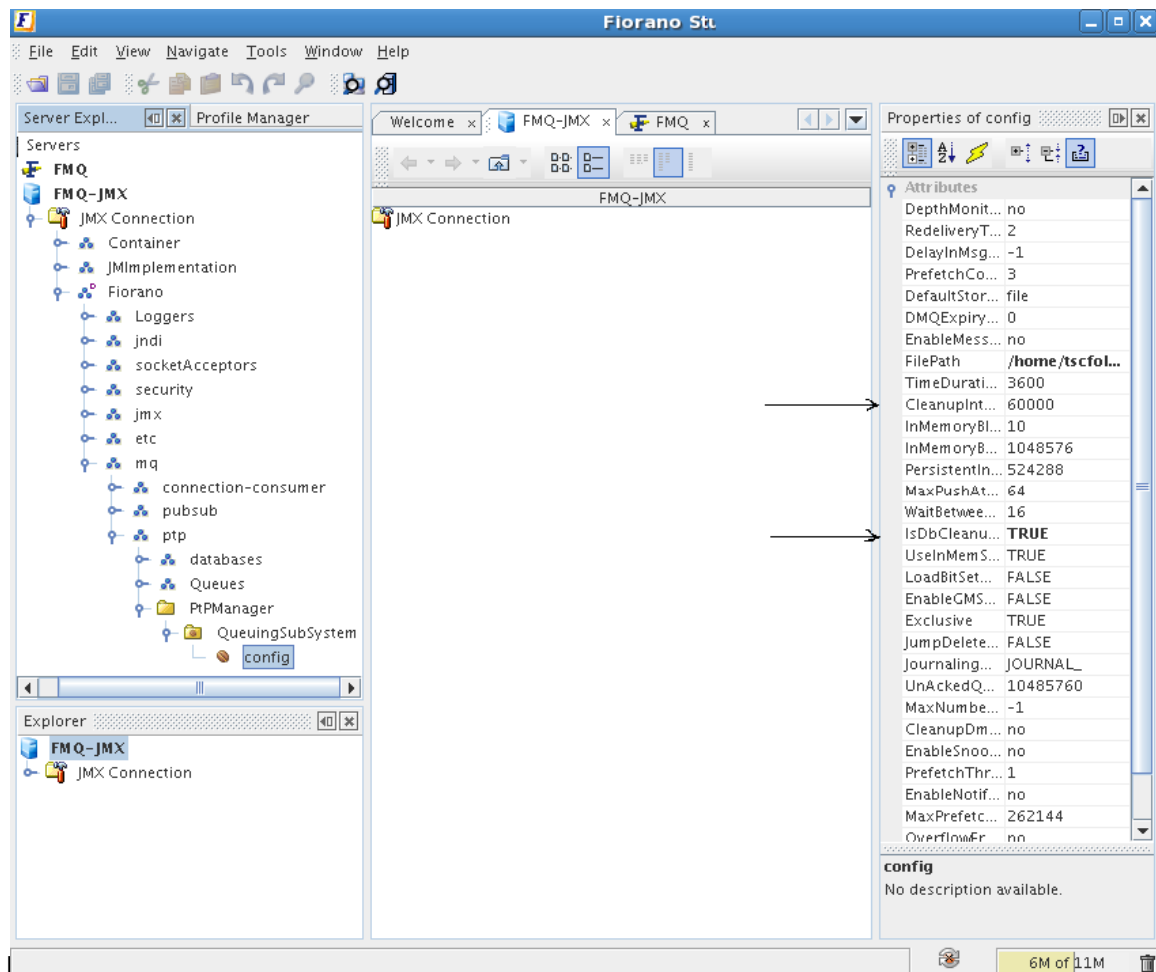 Fiorano Stu
File Edit View Navigate Tools Window Help
Server Expl... Profile Manager
Servers
FMQ
FMQ-JMX
JMX Connection
Container
JMImplementation
Fiorano
Loggers
jndi
socketAcceptors
security
jmx
etc
mq
connection-consumer
pubsub
ptp
databases
Queues
PtPManager
QueuingSubSystem
config
Explorer
FMQ-JMX
JMX Connection
Welcome x FMQ-JMX x FMQ x
FMQ-JMX
JMX Connection
Properties of config
Attributes
DepthMonit... no
RedeliveryT... 2
DelayInMsg... -1
PrefetchCo... 3
DefaultStor... file
DMQExpiry... 0
EnableMess... no
FilePath /home/tscfol...
TimeDurati... 3600
CleanupInt... 60000
InMemoryBl... 10
InMemoryB... 1048576
PersistentIn... 524288
MaxPushAt... 64
WaitBetwee... 16
IsDbCleanu... TRUE
UseInMemS... TRUE
LoadBitSet... FALSE
EnableGMS... FALSE
Exclusive TRUE
JumpDelete... FALSE
Journaling... JOURNAL_
UnAckedQ... 10485760
MaxNumbe... -1
CleanupDm... no
EnableSnoo... no
PrefetchThr... 1
EnableNotif... no
MaxPrefetc... 262144
OverflowFr... no
config
No description available.
6M of 11M